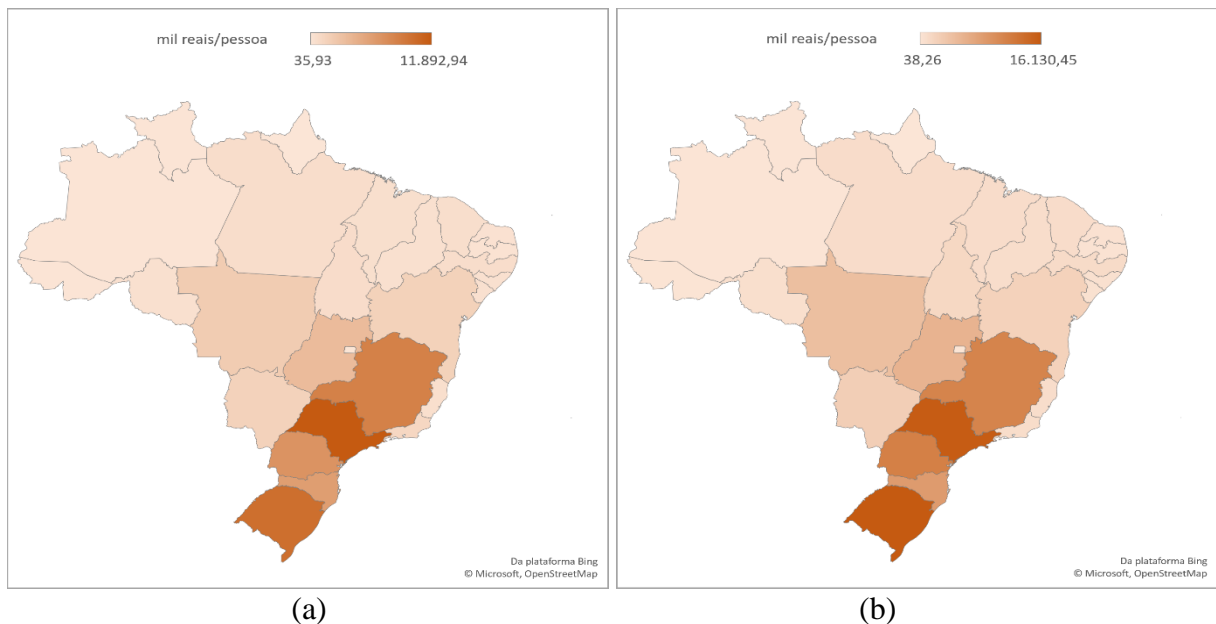 mil reais/pessoa
35,93 11.892,94
Da plataforma Bing
© Microsoft, OpenStreetMap
(a)
mil reais/pessoa
38,26 16.130,45
Da plataforma Bing
© Microsoft, OpenStreetMap
(b)